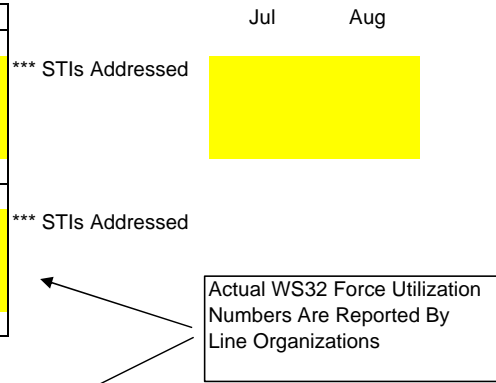 Jul Aug
*** STIs Addressed
*** STIs Addressed
Actual WS32 Force Utilization
Numbers Are Reported By
Line Organizations